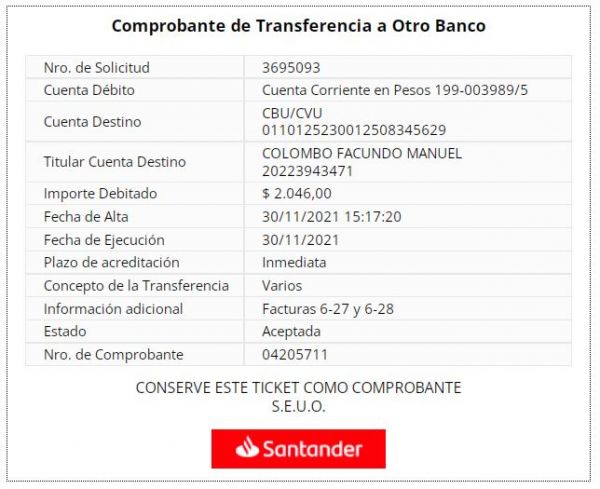 Comprobante de Transferencia a Otro Banco
Nro. de Solicitud 3695093
Cuenta Débito Cuenta Corriente en Pesos 199-003989/5
Cuenta Destino CBU/CVU
0110125230012508345629
Titular Cuenta Destino COLOMBO FACUNDO MANUEL
20223943471
Importe Debitado $ 2.046,00
Fecha de Alta 30/11/2021 15:17:20
Fecha de Ejecución 30/11/2021
Plazo de acreditación Inmediata
Concepto de la Transferencia Varios
Información adicional Facturas 6-27 y 6-28
Estado Aceptada
Nro. de Comprobante 04205711
CONSERVE ESTE TICKET COMO COMPROBANTE
S.E.U.O.
Santander